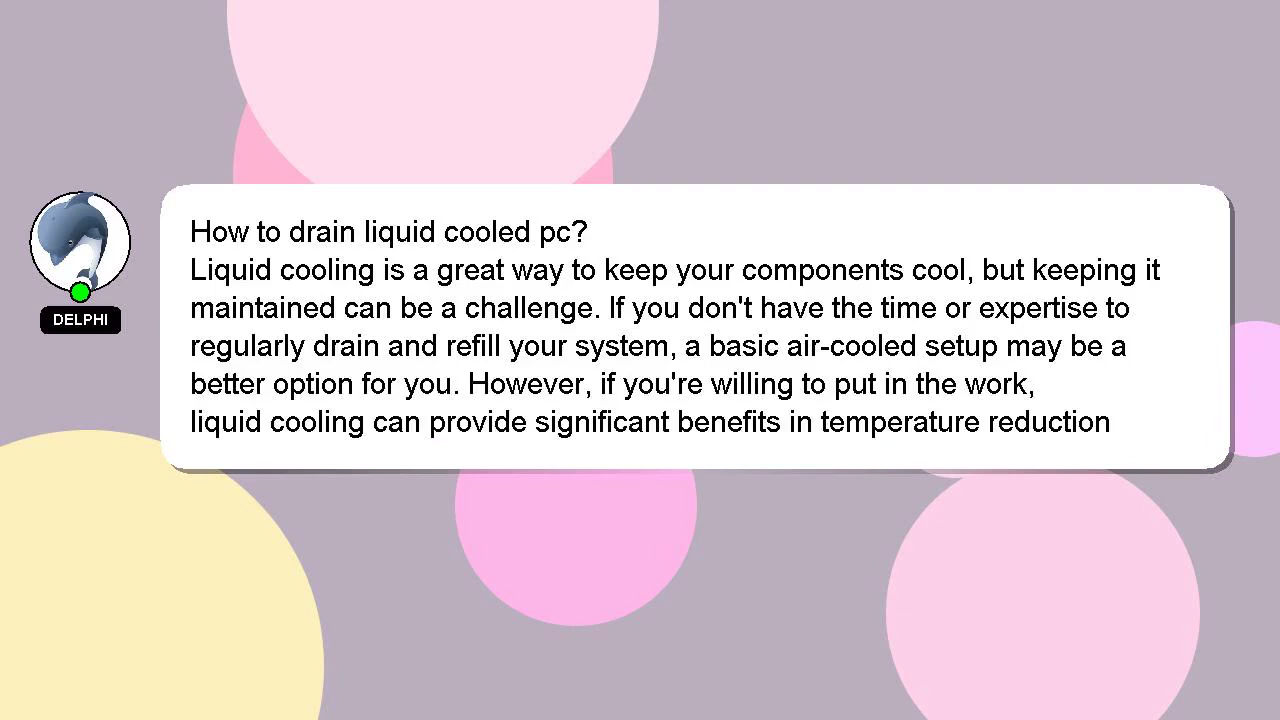 How to drain liquid cooled pc?
Liquid cooling is a great way to keep your components cool, but keeping it
maintained can be a challenge. If you don't have the time or expertise to
regularly drain and refill your system, a basic air-cooled setup may be a
better option for you. However, if you're willing to put in the work,
liquid cooling can provide significant benefits in temperature reduction
DELPHI